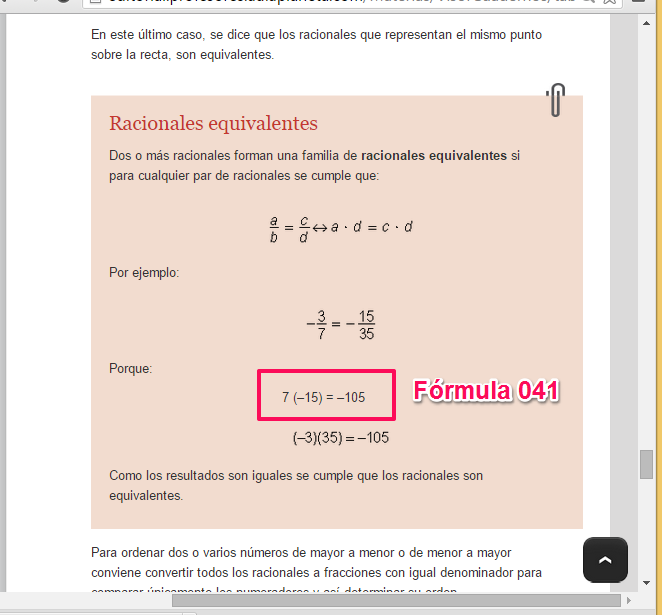 En este último caso, se dice que los racionales que representan el mismo punto
sobre la recta, son equivalentes.
Racionales equivalentes
Dos o más racionales forman una familia de racionales equivalentes si
para cualquier par de racionales se cumple que:
a/b = c/d ↔ a · d = c · d
Por ejemplo:
−3/7 = −15/35
Porque:
7 (–15) = –105
Fórmula 041
(–3)(35) = –105
Como los resultados son iguales se cumple que los racionales son
equivalentes.
Para ordenar dos o varios números de mayor a menor o de menor a mayor
conviene convertir todos los racionales a fracciones con igual denominador para